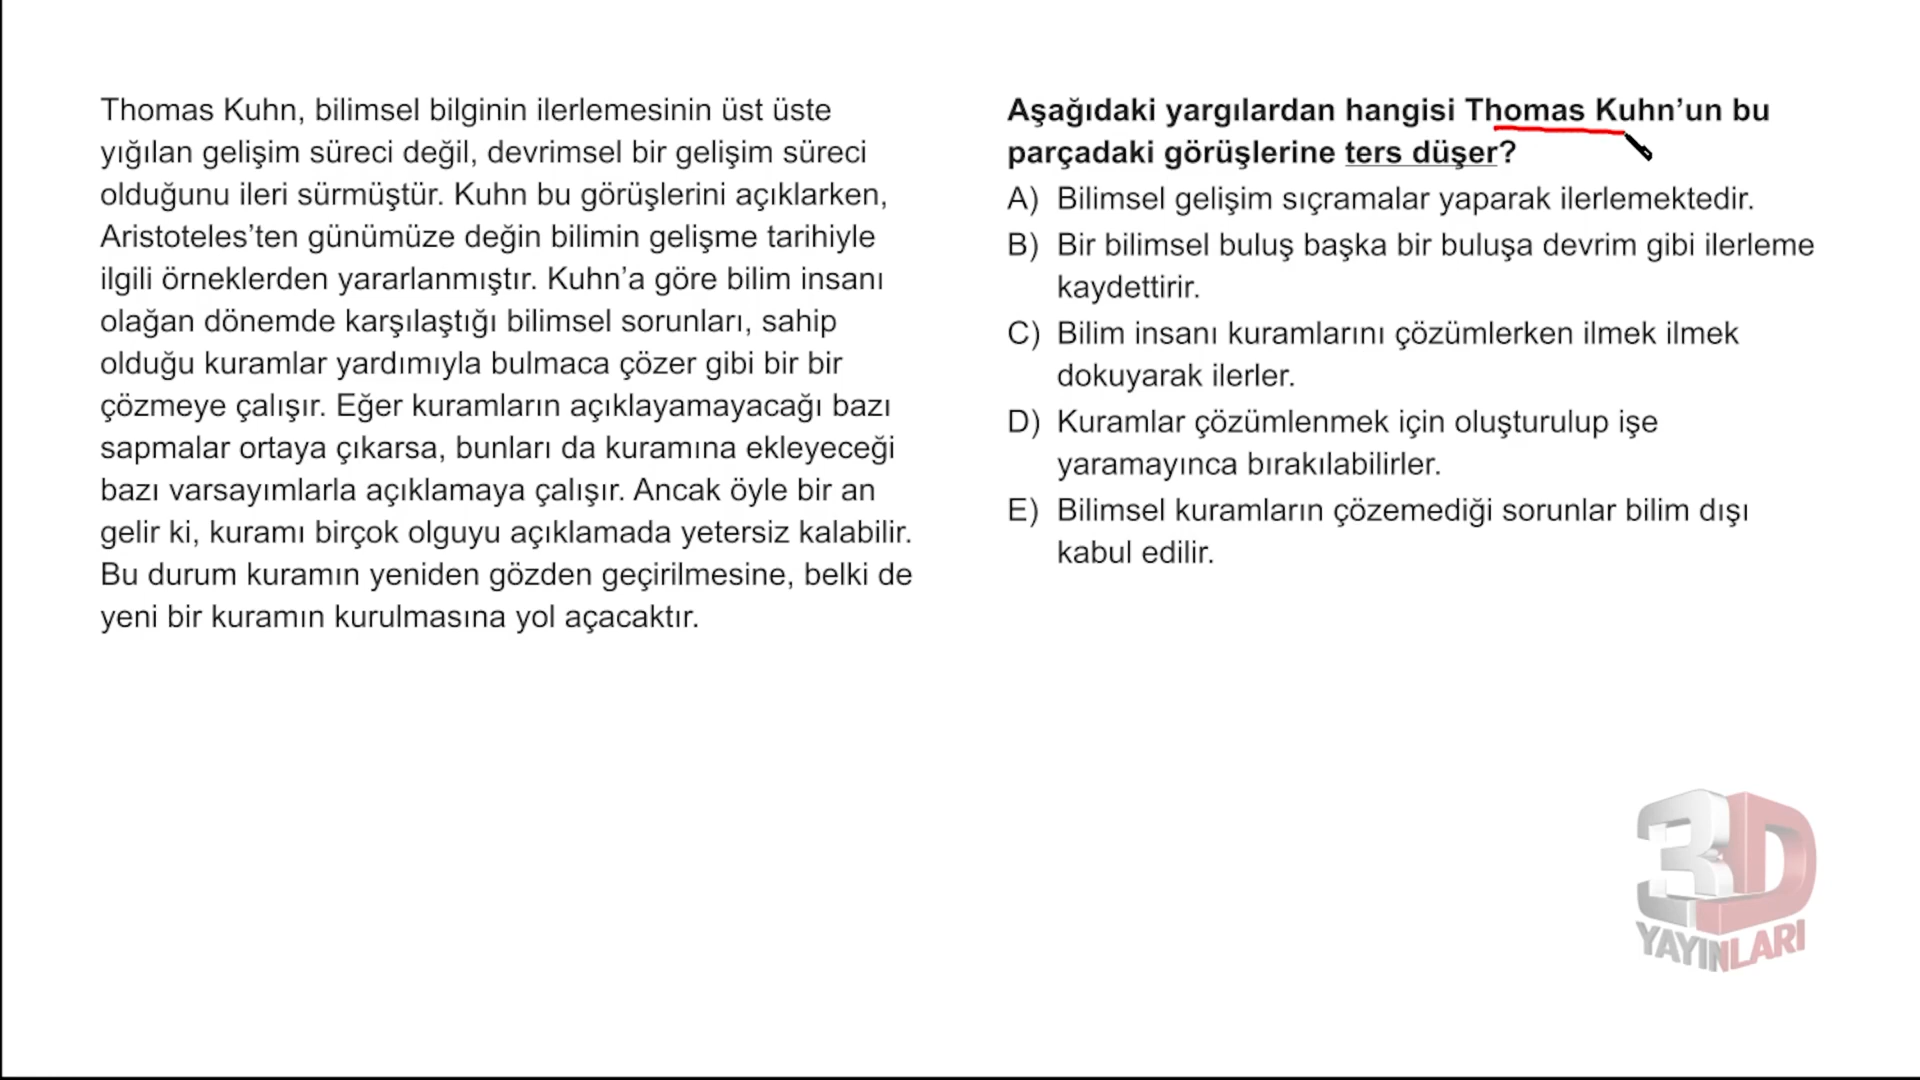 Thomas Kuhn, bilimsel bilginin ilerlemesinin üst üste
yığılan gelişim süreci değil, devrimsel bir gelişim süreci
olduğunu ileri sürmüştür. Kuhn bu görüşlerini açıklarken,
Aristoteles’ten günümüze değin bilimin gelişme tarihiyle
ilgili örneklerden yararlanmıştır. Kuhn’a göre bilim insanı
olağan dönemde karşılaştığı bilimsel sorunları, sahip
olduğu kuramlar yardımıyla bulmaca çözer gibi bir bir
çözmeye çalışır. Eğer kuramların açıklayamayacağı bazı
sapmalar ortaya çıkarsa, bunları da kuramına ekleyeceği
bazı varsayımlarla açıklamaya çalışır. Ancak öyle bir an
gelir ki, kuramı birçok olguyu açıklamada yetersiz kalabilir.
Bu durum kuramın yeniden gözden geçirilmesine, belki de
yeni bir kuramın kurulmasına yol açacaktır.
Aşağıdaki yargılardan hangisi Thomas Kuhn’un bu
parçadaki görüşlerine ters düşer?
A) Bilimsel gelişim sıçramalar yaparak ilerlemektedir.
B) Bir bilimsel buluş başka bir buluşa devrim gibi ilerleme
kaydettirir.
C) Bilim insanı kuramlarını çözümlerken ilmek ilmek
dokuyarak ilerler.
D) Kuramlar çözümlenmek için oluşturulup işe
yaramayınca bırakılabilirler.
E) Bilimsel kuramların çözemediği sorunlar bilim dışı
kabul edilir.
3D
YAYINLARI